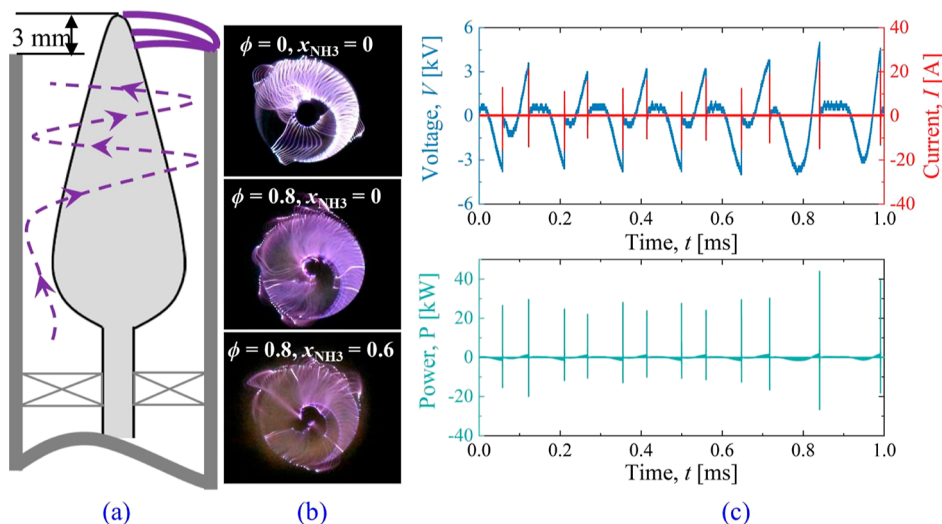 3 mm
(a)
ϕ = 0, xNH3 = 0
ϕ = 0.8, xNH3 = 0
ϕ = 0.8, xNH3 = 0.6
(b)
Voltage, V [kV]
6
3
0
-3
-6
40
20
0
-20
-40
Current, I [A]
0.0 0.2 0.4 0.6 0.8 1.0
Time, t [ms]
Power, P [kW]
40
20
0
-20
-40
0.0 0.2 0.4 0.6 0.8 1.0
Time, t [ms]
(c)